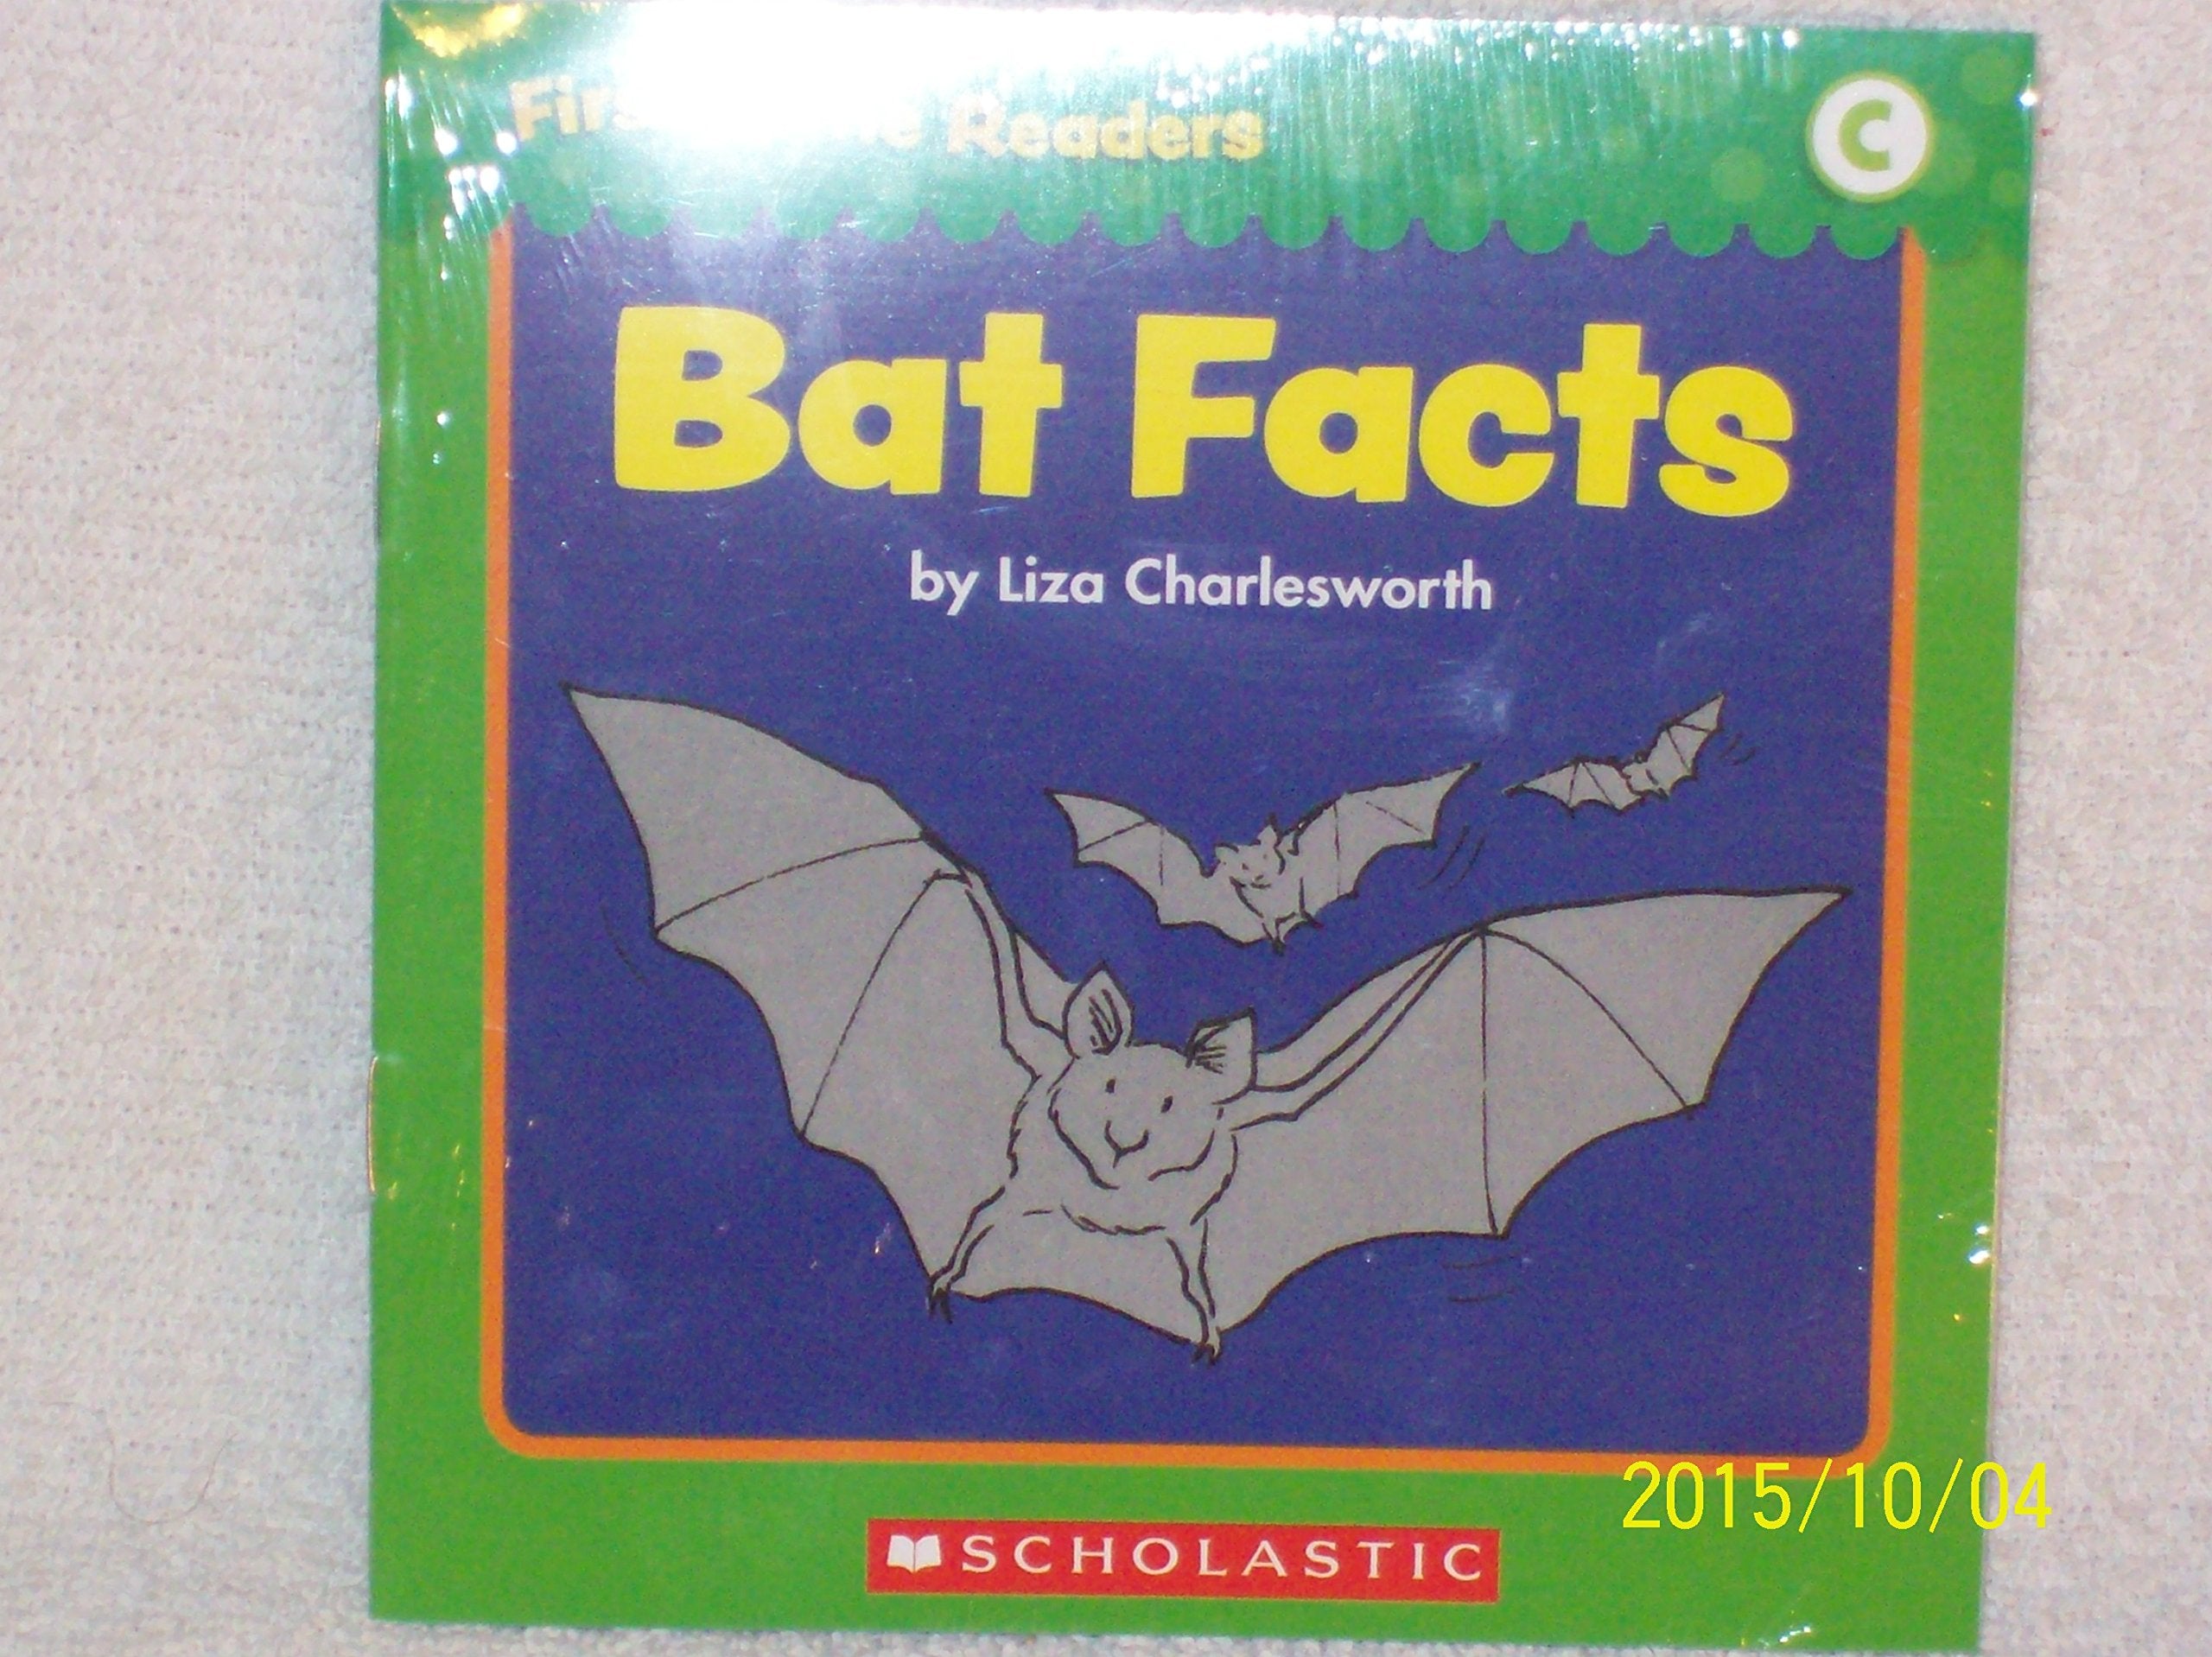 Readers
C
Bat Facts
by Liza Charlesworth
2015/10/04
SCHOLASTIC